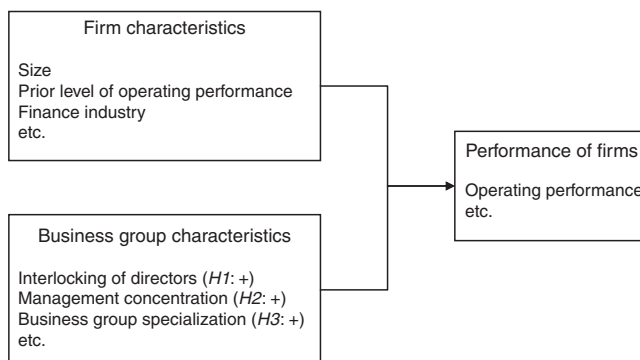 Firm characteristics
Size
Prior level of operating performance
Finance industry
etc.
Performance of firms
Operating performance
etc.
Business group characteristics
Interlocking of directors (H1: +)
Management concentration (H2: +)
Business group specialization (H3: +)
etc.